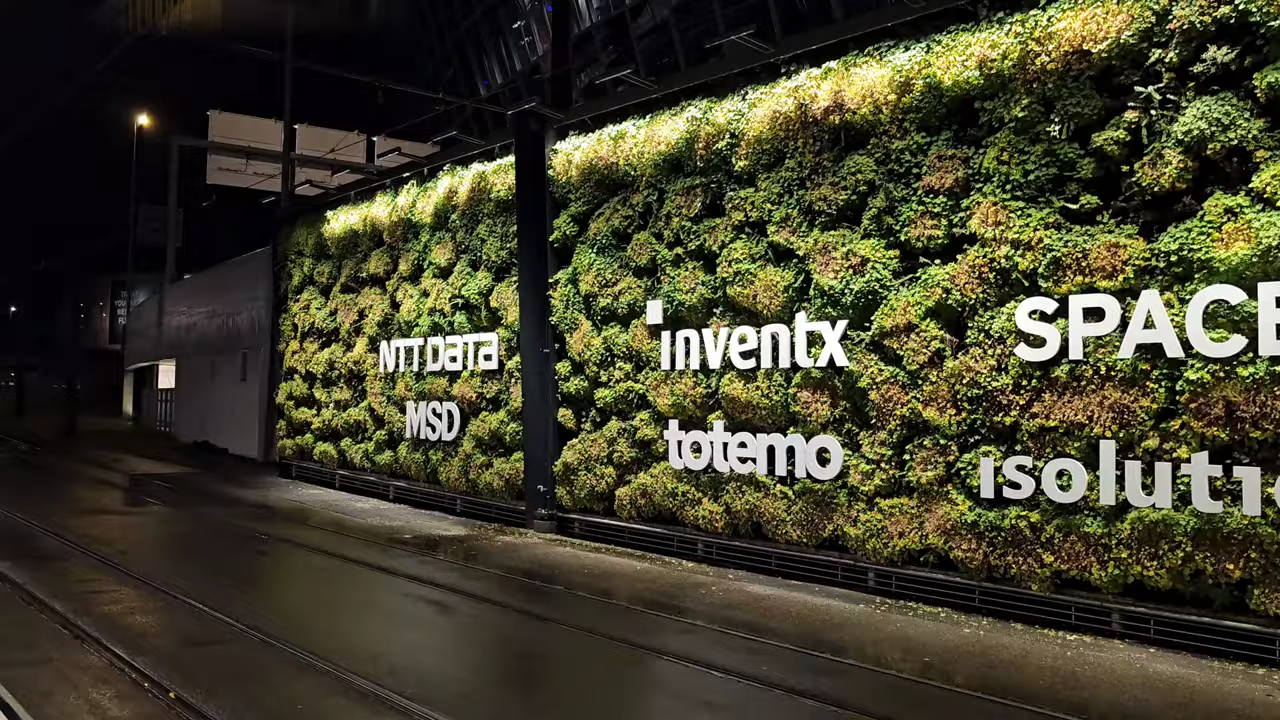 NTT DATA
MSD
inventx
totemo
SPACE
isoluti